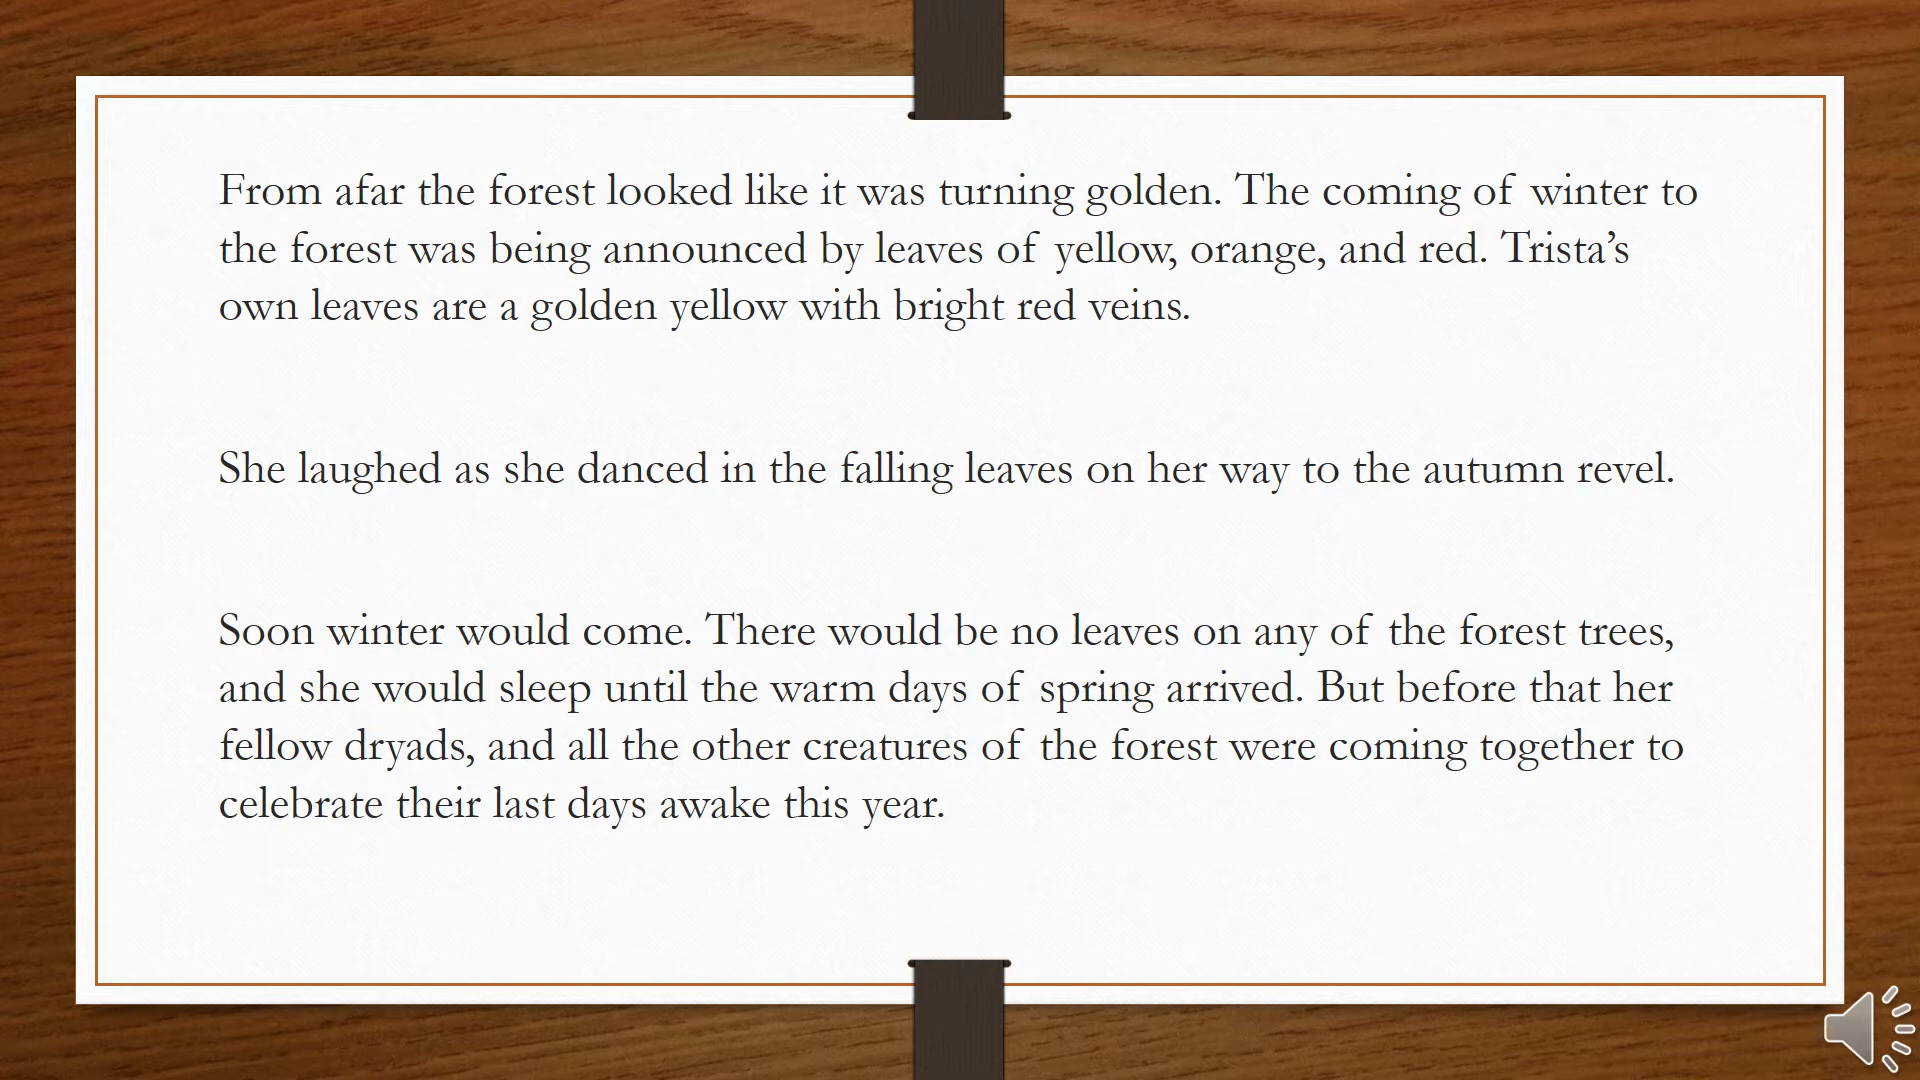 From afar the forest looked like it was turning golden. The coming of winter to
the forest was being announced by leaves of yellow, orange, and red. Trista’s
own leaves are a golden yellow with bright red veins.
She laughed as she danced in the falling leaves on her way to the autumn revel.
Soon winter would come. There would be no leaves on any of the forest trees,
and she would sleep until the warm days of spring arrived. But before that her
fellow dryads, and all the other creatures of the forest were coming together to
celebrate their last days awake this year.